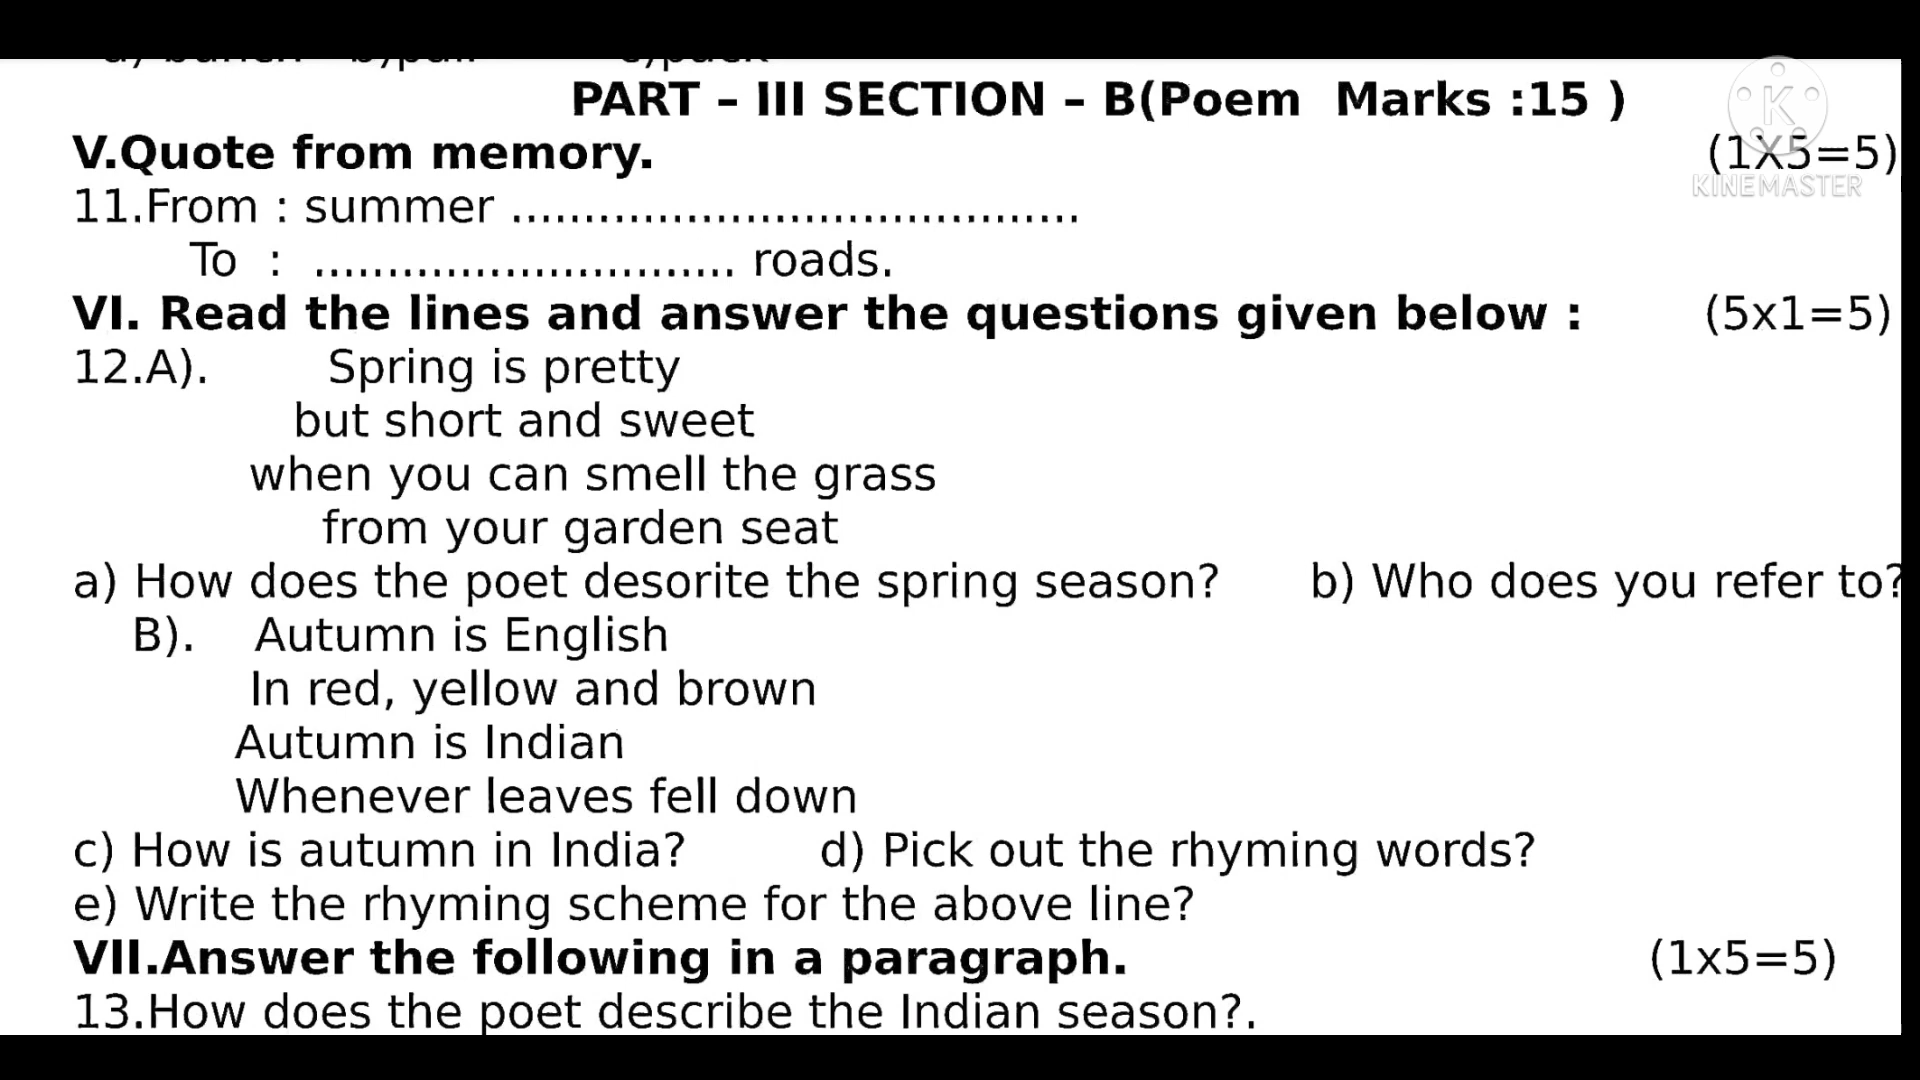 PART – III SECTION – B(Poem Marks :15 )
V.Quote from memory. (1X5=5)
KINEMASTER
11.From : summer .......................................
To : ............................. roads.
VI. Read the lines and answer the questions given below : (5x1=5)
12.A). Spring is pretty
but short and sweet
when you can smell the grass
from your garden seat
a) How does the poet desorite the spring season? b) Who does you refer to?
B). Autumn is English
In red, yellow and brown
Autumn is Indian
Whenever leaves fell down
c) How is autumn in India? d) Pick out the rhyming words?
e) Write the rhyming scheme for the above line?
VII.Answer the following in a paragraph. (1x5=5)
13.How does the poet describe the Indian season?.